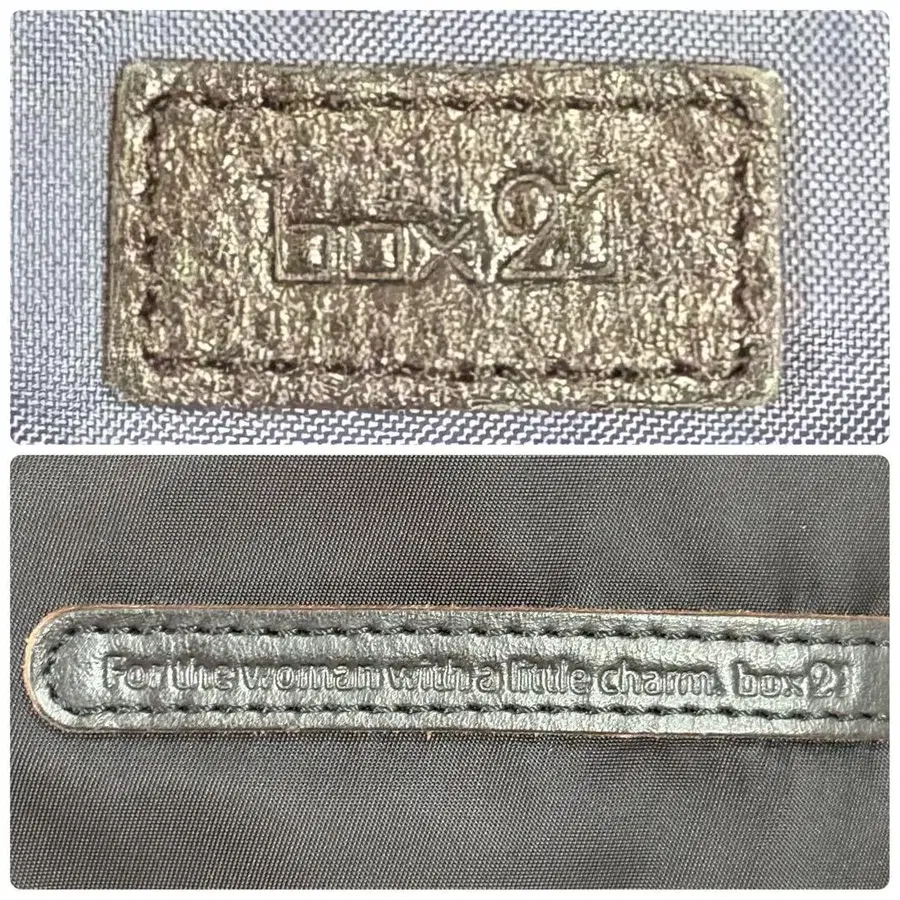 box21
For the woman with a little charm. box21